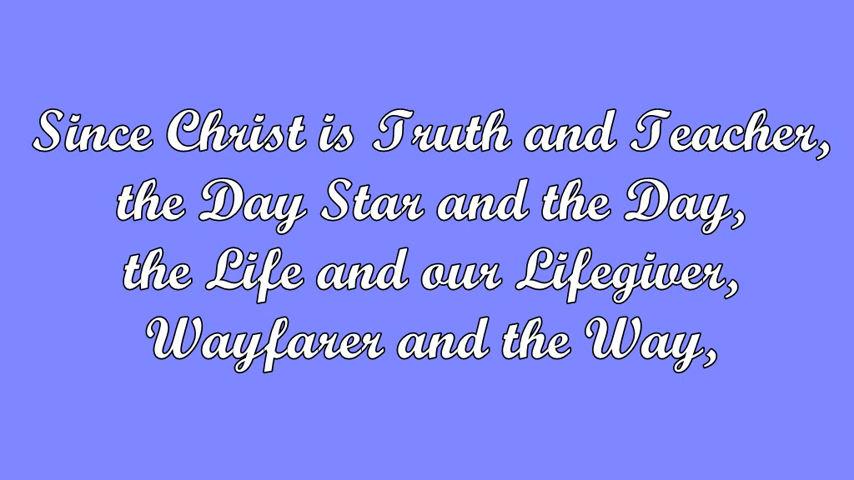 Since Christ is Truth and Teacher,
the Day Star and the Day,
the Life and our Lifegiver,
Wayfarer and the Way,